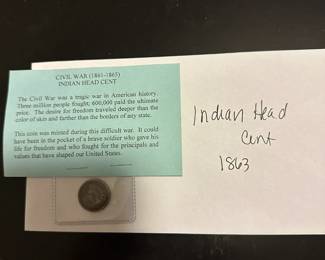 CIVIL WAR (1861-1865)
INDIAN HEAD CENT
The Civil War was a tragic war in American history.
Three million people fought; 600,000 paid the ultimate
price. The desire for freedom traveled deeper than the
color of skin and farther than the borders of any state.
This coin was minted during this difficult war. It could
have been in the pocket of a brave soldier who gave his
life for freedom and who fought for the principals and
values that have shaped our United States.
Indian Head
Cent
1863